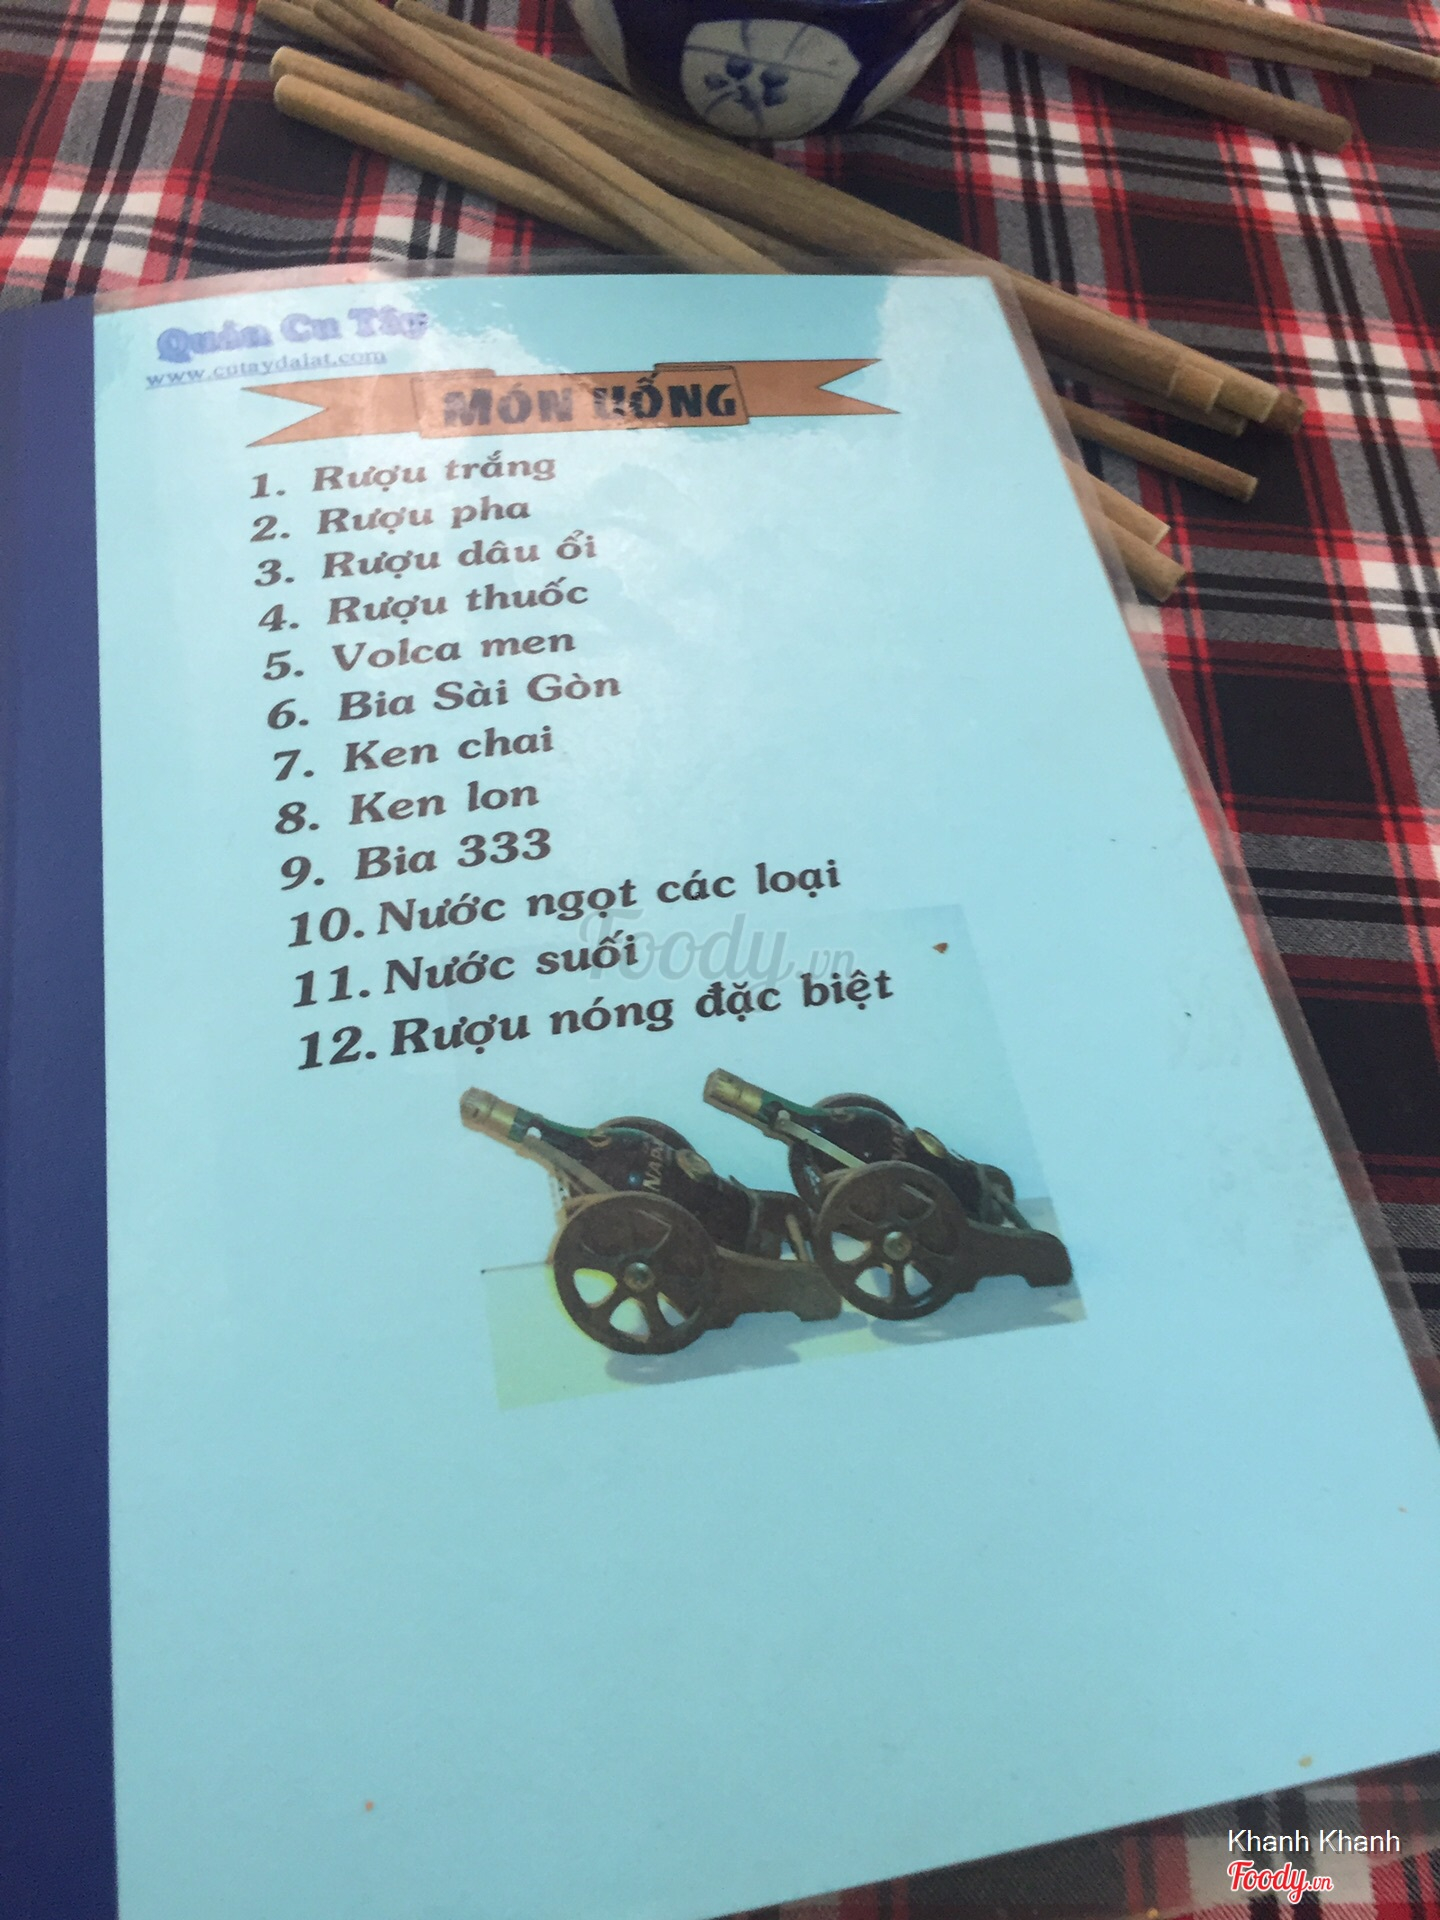 Quán Cu Tây
www.cutaydalat.com
MÓN UỐNG
1. Rượu trắng
2. Rượu pha
3. Rượu dâu ổi
4. Rượu thuốc
5. Volca men
6. Bia Sài Gòn
7. Ken chai
8. Ken lon
9. Bia 333
10. Nước ngọt các loại
11. Nước suối
12. Rượu nóng đặc biệt
Foody.vn
Khanh Khanh
Foody.vn